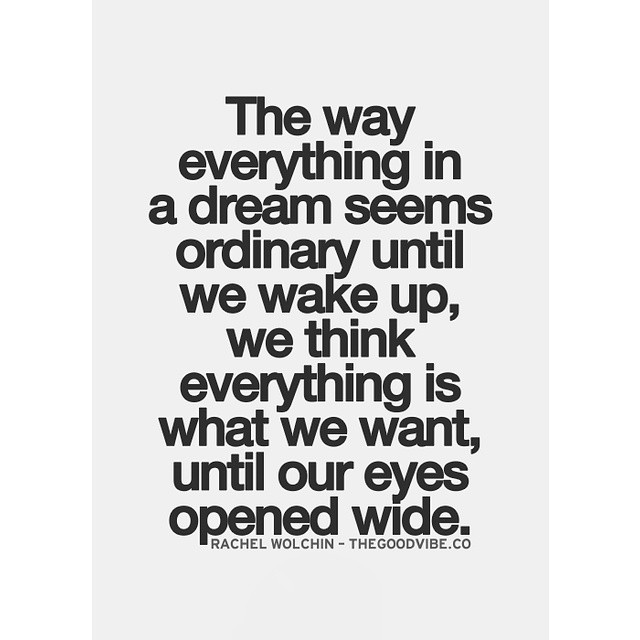 The way
everything in
a dream seems
ordinary until
we wake up,
we think
everything is
what we want,
until our eyes
opened wide.
RACHEL WOLCHIN – THEGOODVIBE.CO